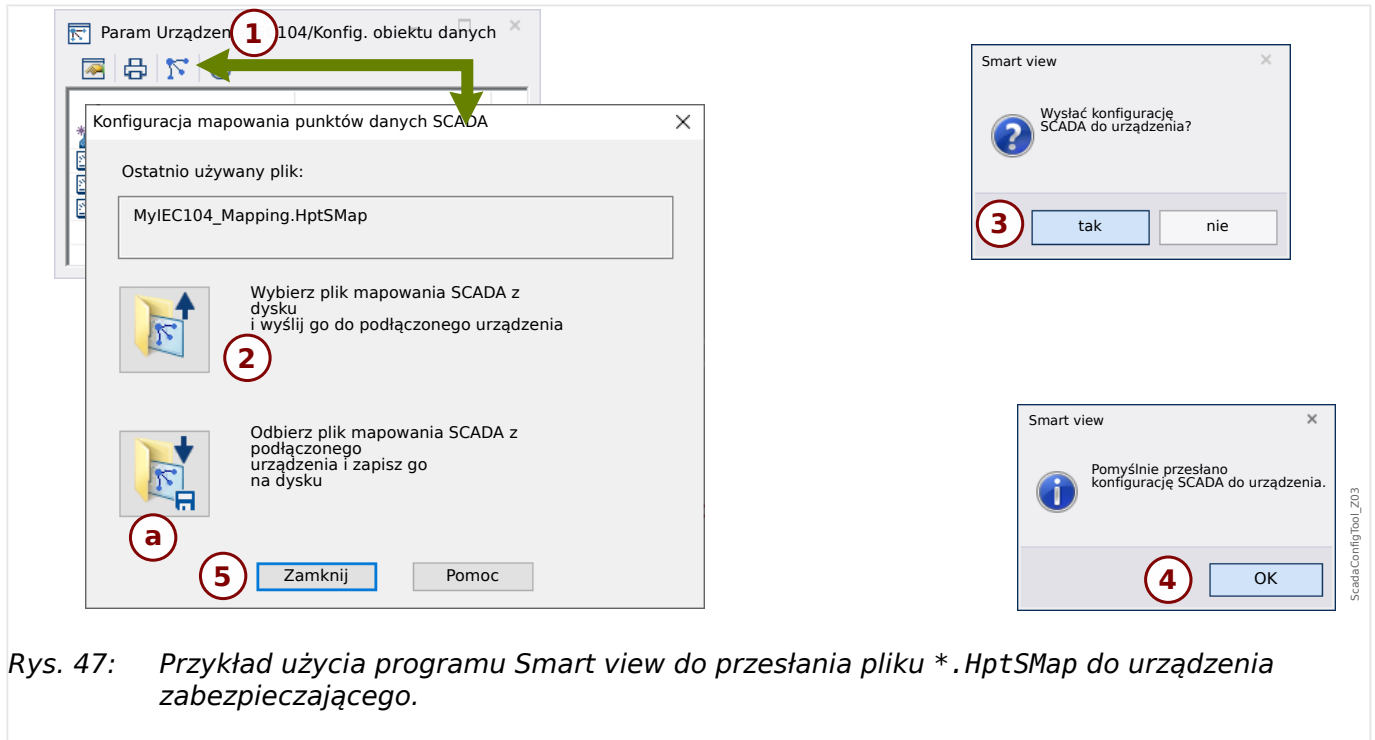 Param Urządzen 1 104/Konfig. obiektu danych
Konfiguracja mapowania punktów danych SCADA
Ostatnio używany plik:
MyIEC104_Mapping.HptSMap
Wybierz plik mapowania SCADA z
dysku
i wyślij go do podłączonego urządzenia
2
Odbierz plik mapowania SCADA z
podłączonego
urządzenia i zapisz go
na dysku
a
5 Zamknij Pomoc
Smart view
Wysłać konfigurację
SCADA do urządzenia?
3 tak nie
Smart view
Pomyślnie przesłano
konfigurację SCADA do urządzenia.
4 OK
ScadaConfigTool_Z03
Rys. 47: Przykład użycia programu Smart view do przesłania pliku *.HptSMap do urządzenia
zabezpieczającego.